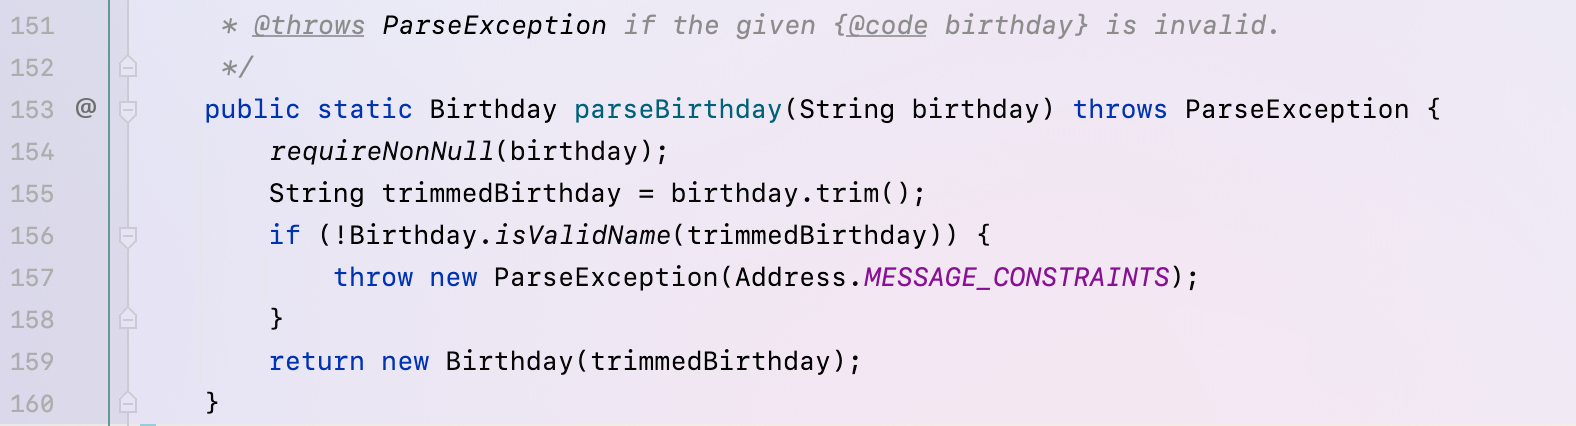 151 * @throws ParseException if the given {@code birthday} is invalid.
152 */
153 @ public static Birthday parseBirthday(String birthday) throws ParseException {
154 requireNonNull(birthday);
155 String trimmedBirthday = birthday.trim();
156 if (!Birthday.isValidName(trimmedBirthday)) {
157 throw new ParseException(Address.MESSAGE_CONSTRAINTS);
158 }
159 return new Birthday(trimmedBirthday);
160 }